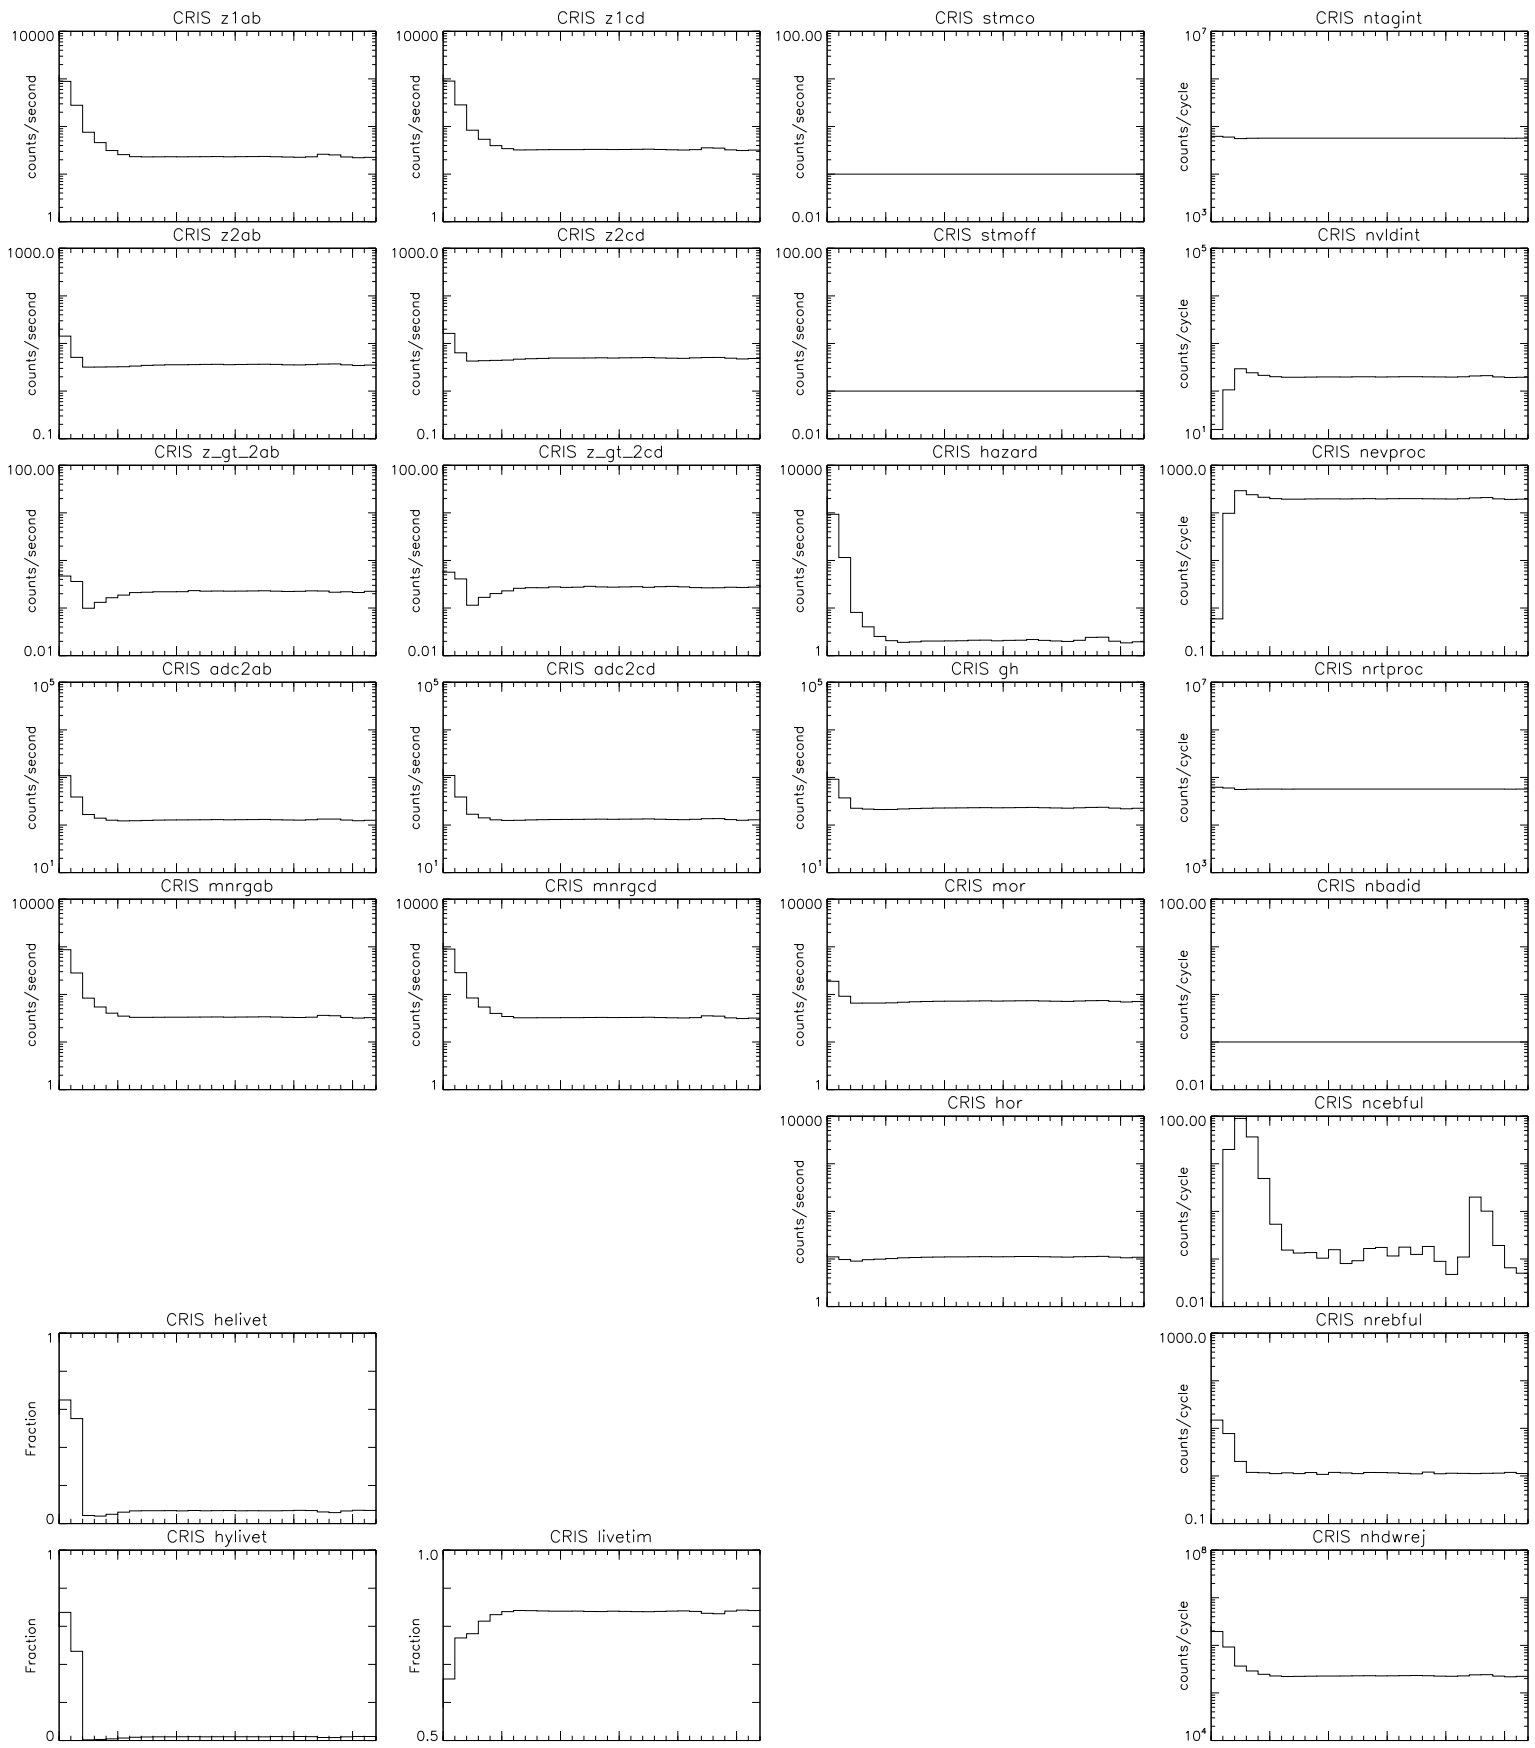 CRIS z1ab
CRIS z1cd
CRIS stmco
CRIS ntagint
10000
counts/second
1
10000
counts/second
1
100.00
counts/second
0.01
10^7
counts/cycle
10^3
CRIS z2ab
CRIS z2cd
CRIS stmoff
CRIS nvldint
1000.0
counts/second
0.1
1000.0
counts/second
0.1
100.00
counts/second
0.01
10^5
counts/cycle
10^1
CRIS z_gt_2ab
CRIS z_gt_2cd
CRIS hazard
CRIS nevproc
100.00
counts/second
0.01
100.00
counts/second
0.01
10000
counts/second
1
1000.0
counts/cycle
0.1
CRIS adc2ab
CRIS adc2cd
CRIS gh
CRIS nrtproc
10^5
counts/second
10^1
10^5
counts/second
10^1
10^5
counts/second
10^1
10^7
counts/cycle
10^3
CRIS mnrgab
CRIS mnrgcd
CRIS mor
CRIS nbadid
10000
counts/second
1
10000
counts/second
1
10000
counts/second
1
100.00
counts/cycle
0.01
CRIS hor
CRIS ncebful
10000
counts/second
1
100.00
counts/cycle
0.01
CRIS helivet
CRIS nrebful
1
Fraction
0
1000.0
counts/cycle
0.1
CRIS hylivet
CRIS livetim
CRIS nhdwrej
1
Fraction
0
1.0
Fraction
0.5
10^8
counts/cycle
10^4